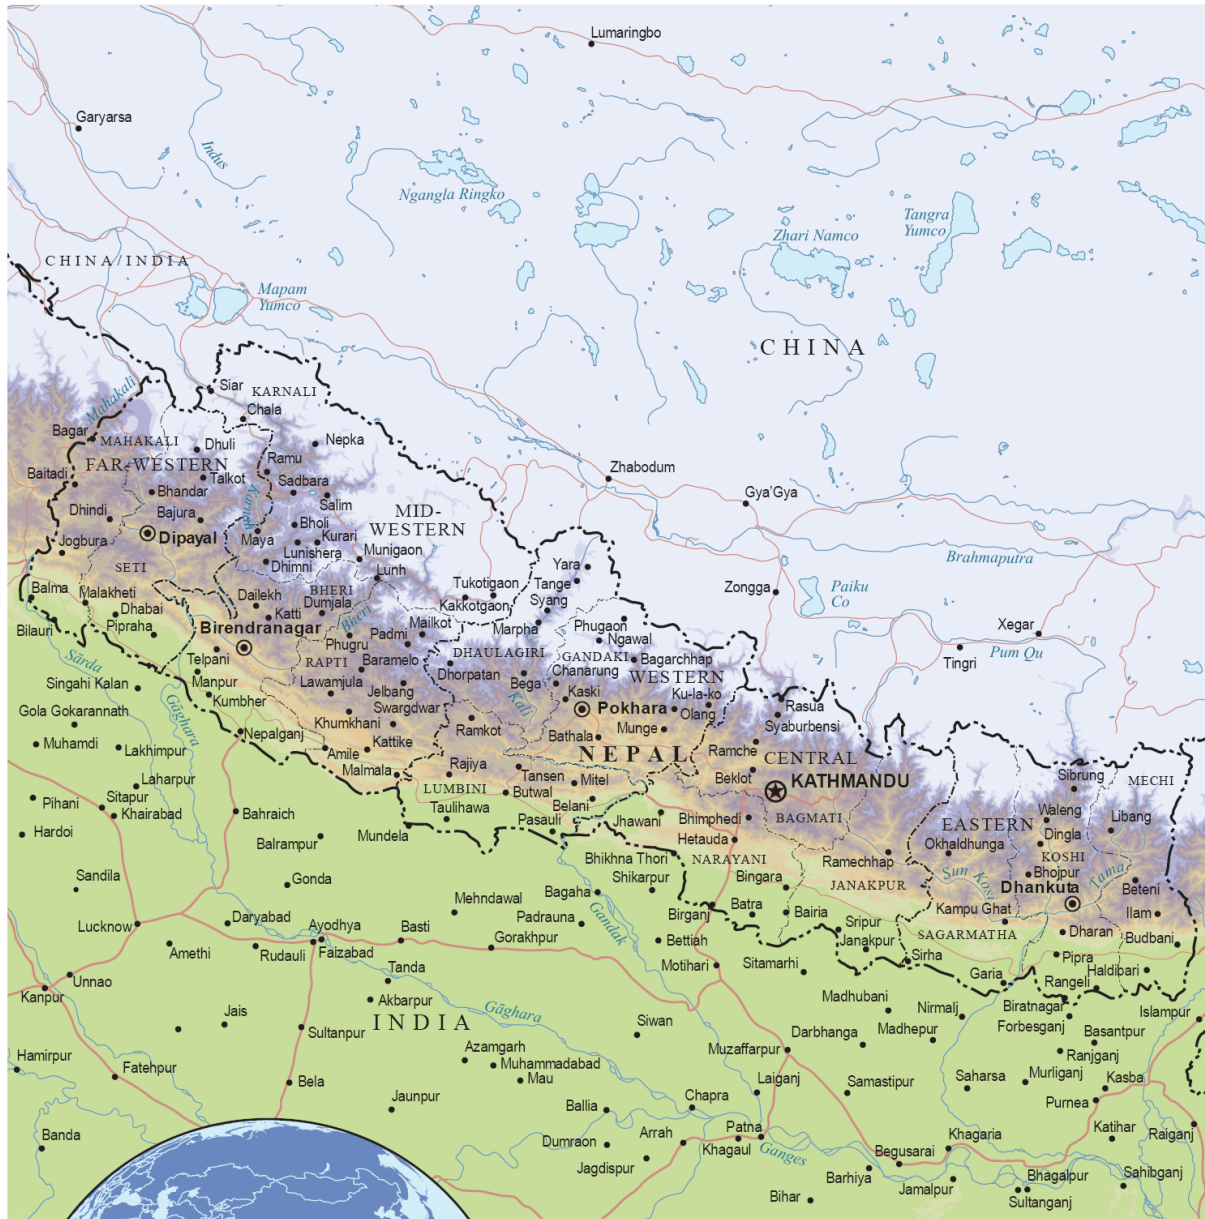 Lumaringbo
Garyarsa
Indus
Ngangla Ringko
Tangra
Yumco
Zhari Namco
CHINA/INDIA
Mapam
Yumco
CHINA
Siar
KARNALI
Mahakali
Chala
Bagar
MAHAKALI
Dhuli
Nepka
FAR-WESTERN
Ramu
Zhabodum
Baitadi
Talkot
Sadbara
Bhandar
Salim
Gya'Gya
Karnali
MID-
WESTERN
Dhindi
Bajura
Bholi
Dipayal
Maya
Kurari
Jogbura
Lunishera
Munigaon
Brahmaputra
SETI
Dhimni
Lunh
Yara
Balma
Malakheti
BHERI
Tukotigaon
Tange
Zongga
Paiku
Co
Dhabai
Dailekh
Dumjala
Kakkotgaon
Syang
Bilauri
Pipraha
Katti
Bheri
Marpha
Phugaon
Xegar
Birendranagar
Padmi
Mailkot
Ngawal
Phugru
DHAULAGIRI
GANDAKI
Bagarchhap
Pum Qu
Sārda
Telpani
RAPTI
Baramelo
Dhorpatan
Chanarung
WESTERN
Tingri
Singahi Kalan
Manpur
Lawamjula
Jelbang
Bega
Kaski
Ku-la-ko
Gāghara
Kumbher
Swargdwar
Kali
Pokhara
Olang
Rasua
Gola Gokarannath
Khumkhani
Ramkot
Syaburbensi
Muhamdi
Lakhimpur
Nepalganj
Kattike
Bathala
Munge
Ramche
Amile
NEPAL
CENTRAL
Laharpur
Malmala
Rajiya
Tansen
Mitel
Beklot
KATHMANDU
Sibrung
MECHI
Pihani
Sitapur
LUMBINI
Butwal
Khairabad
Bahraich
Taulihawa
Belani
Jhawani
Bhimphedi
BAGMATI
EASTERN
Waleng
Libang
Hardoi
Mundela
Pasauli
Hetauda
Dingla
Balrampur
Bhikhna Thori
NARAYANI
Ramechhap
Okhaldhunga
KOSHI
Sandila
Gonda
Shikarpur
Bingara
JANAKPUR
Sun Kosi
Bhojpur
Tama
Mehndawal
Bagaha
Dhankuta
Beteni
Lucknow
Daryabad
Ayodhya
Basti
Padrauna
Gandak
Birganj
Batra
Bairia
Sripur
Kampu Ghat
Ilam
Amethi
Rudauli
Faizabad
Gorakhpur
Bettiah
Janakpur
SAGARMATHA
Dharan
Budbani
Unnao
Tanda
Motihari
Sitamarhi
Sirha
Pipra
Haldibari
Kanpur
Akbarpur
Garia
Rangeli
Jais
Gāghara
Madhubani
Nirmalj
Biratnagar
Islampur
INDIA
Siwan
Darbhanga
Madhepur
Forbesganj
Sultanpur
Basantpur
Hamirpur
Azamgarh
Muzaffarpur
Ranjganj
Fatehpur
Muhammadabad
Bela
Mau
Laiganj
Samastipur
Saharsa
Murliganj
Kasba
Jaunpur
Ballia
Chapra
Purnea
Banda
Dumraon
Arrah
Patna
Khagaria
Katihar
Raiganj
Khagaul
Ganges
Begusarai
Jagdispur
Barhiya
Jamalpur
Bhagalpur
Sahibganj
Bihar
Sultanganj